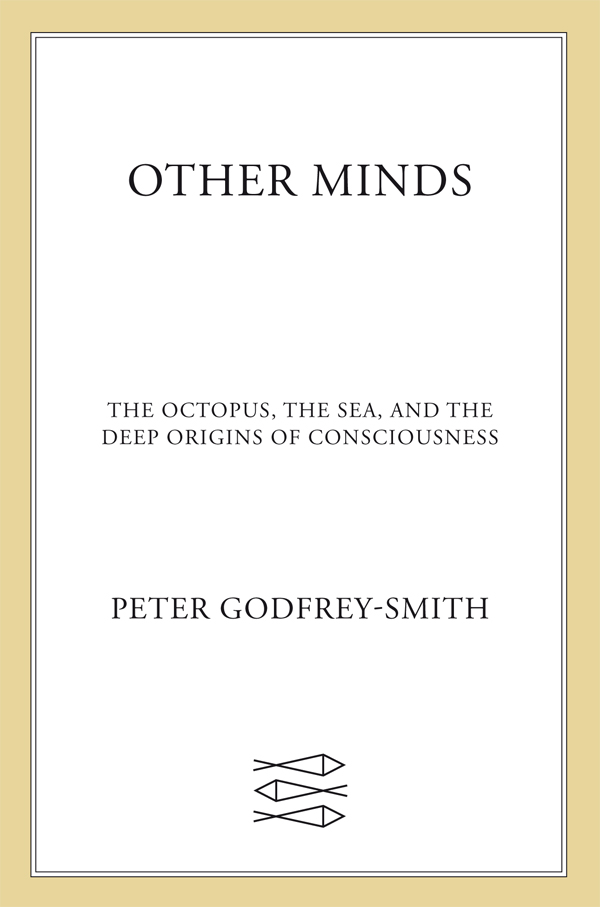 OTHER MINDS
THE OCTOPUS, THE SEA, AND THE
DEEP ORIGINS OF CONSCIOUSNESS
PETER GODFREY-SMITH